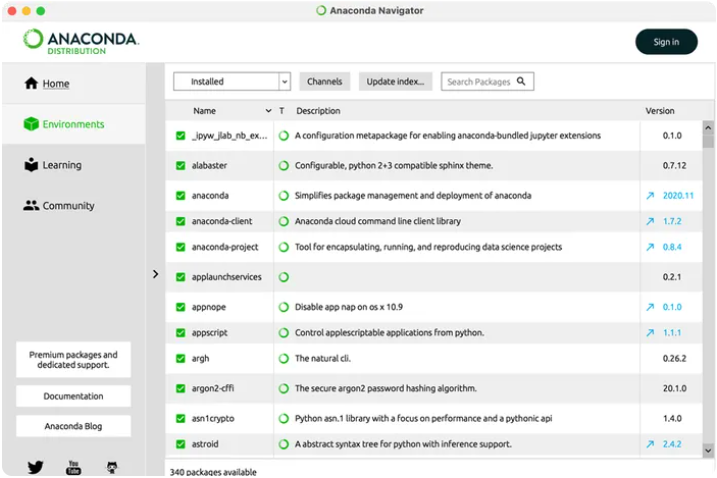 Anaconda Navigator
ANACONDA.
DISTRIBUTION
Sign in
Home
Environments
Learning
Community
Premium packages and
dedicated support.
Documentation
Anaconda Blog
You
Tube
Installed
Channels
Update index...
Search Packages
Name T Description Version
_ipyw_jlab_nb_ex... A configuration metapackage for enabling anaconda-bundled jupyter extensions 0.1.0
alabaster Configurable, python 2+3 compatible sphinx theme. 0.7.12
anaconda Simplifies package management and deployment of anaconda 2020.11
anaconda-client Anaconda cloud command line client library 1.7.2
anaconda-project Tool for encapsulating, running, and reproducing data science projects 0.8.4
applaunchservices 0.2.1
appnope Disable app nap on os x 10.9 0.1.0
appscript Control applescriptable applications from python. 1.1.1
argh The natural cli. 0.26.2
argon2-cffi The secure argon2 password hashing algorithm. 20.1.0
asn1crypto Python asn.1 library with a focus on performance and a pythonic api 1.4.0
astroid A abstract syntax tree for python with inference support. 2.4.2
340 packages available